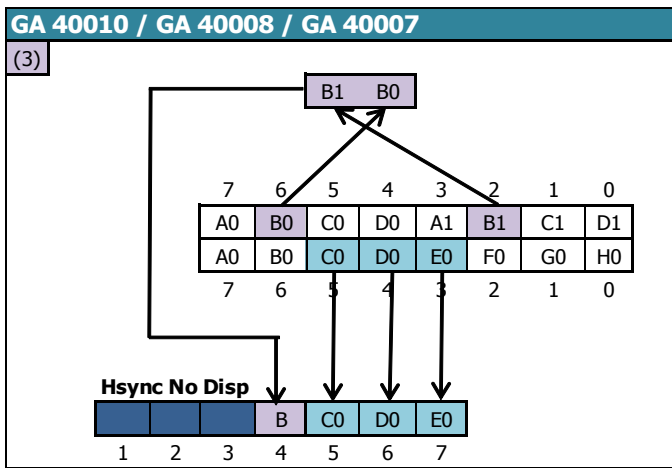 GA 40010 / GA 40008 / GA 40007
(3)
B1 B0
7 6 5 4 3 2 1 0
A0 B0 C0 D0 A1 B1 C1 D1
A0 B0 C0 D0 E0 F0 G0 H0
7 6 5 4 3 2 1 0
Hsync No Disp
B C0 D0 E0
1 2 3 4 5 6 7